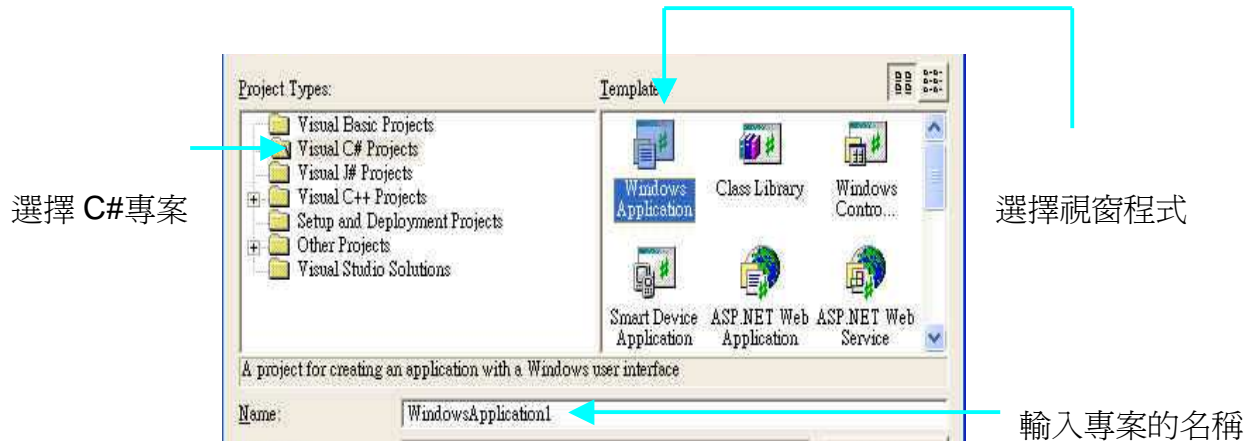 Project Types:
Templates
Visual Basic Projects
Visual C# Projects
Visual J# Projects
Visual C++ Projects
Setup and Deployment Projects
Other Projects
Visual Studio Solutions
選擇 C#專案
Windows Application
Class Library
Windows Contro...
選擇視窗程式
Smart Device Application
ASP.NET Web Application
ASP.NET Web Service
A project for creating an application with a Windows user interface
Name:
WindowsApplication1
輸入專案的名稱